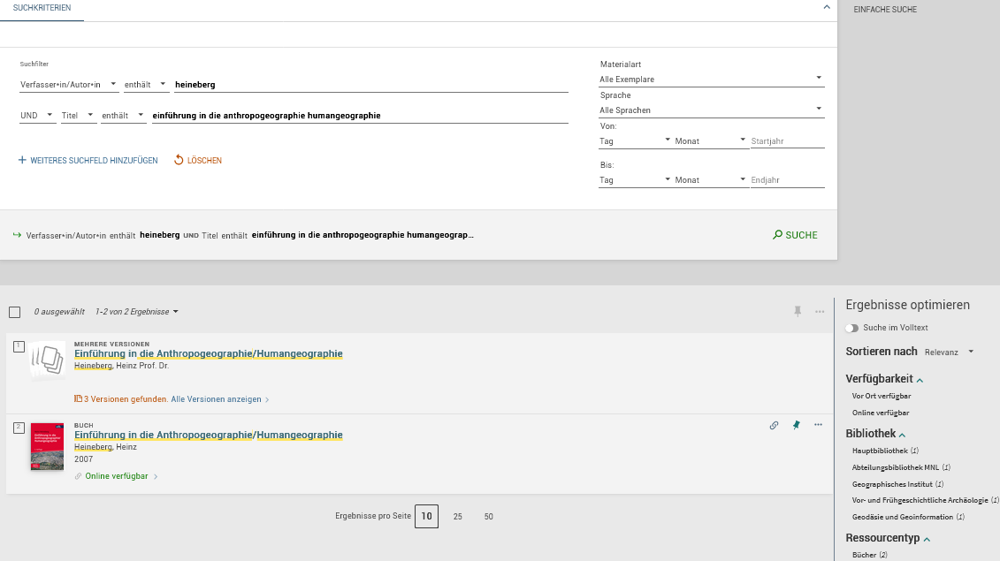 SUCHKRITERIEN
EINFACHE SUCHE
Suchfilter
Verfasser*in/Autor*in enthält heineberg
UND Titel enthält einführung in die anthropogeographie humangeographie
WEITERES SUCHFELD HINZUFÜGEN LÖSCHEN
Materialart
Alle Exemplare
Sprache
Alle Sprachen
Von:
Tag Monat Startjahr
Bis:
Tag Monat Endjahr
Verfasser*in/Autor*in enthält heineberg UND Titel enthält einführung in die anthropogeographie humangeograp...
SUCHE
0 ausgewählt 1-2 von 2 Ergebnisse
1
MEHRERE VERSIONEN
Einführung in die Anthropogeographie/Humangeographie
Heineberg, Heinz Prof. Dr.
3 Versionen gefunden. Alle Versionen anzeigen
2
BUCH
Einführung in die Anthropogeographie/Humangeographie
Heineberg, Heinz
2007
Online verfügbar
Ergebnisse pro Seite 10 25 50
Ergebnisse optimieren
Suche im Volltext
Sortieren nach Relevanz
Verfügbarkeit
Vor Ort verfügbar
Online verfügbar
Bibliothek
Hauptbibliothek (1)
Abteilungsbibliothek MNL (1)
Geographisches Institut (1)
Vor- und Frühgeschichtliche Archäologie (1)
Geodäsie und Geoinformation (1)
Ressourcentyp
Bücher (2)